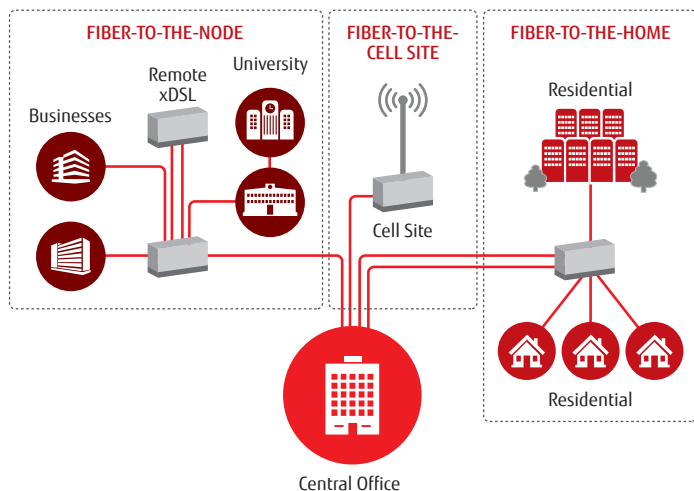 FIBER-TO-THE-NODE
Remote
xDSL
University
Businesses
FIBER-TO-THE-
CELL SITE
Cell Site
FIBER-TO-THE-HOME
Residential
Residential
Central Office